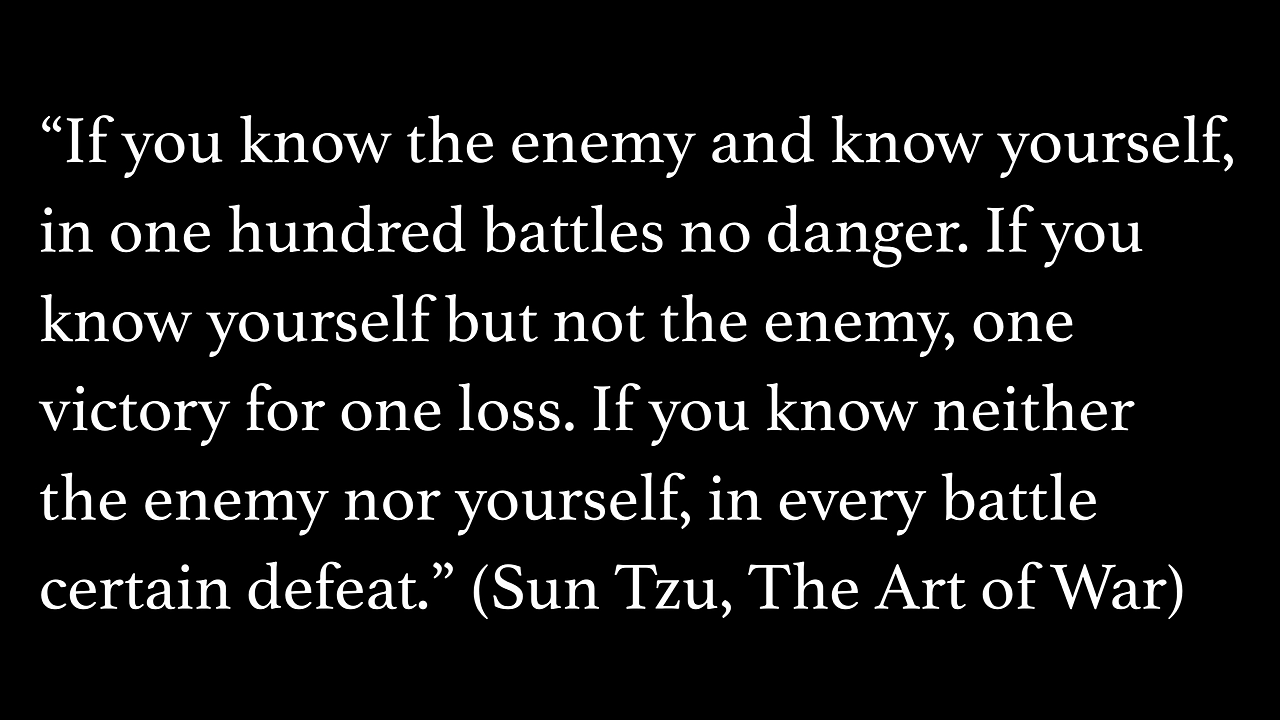 “If you know the enemy and know yourself,
in one hundred battles no danger. If you
know yourself but not the enemy, one
victory for one loss. If you know neither
the enemy nor yourself, in every battle
certain defeat.” (Sun Tzu, The Art of War)